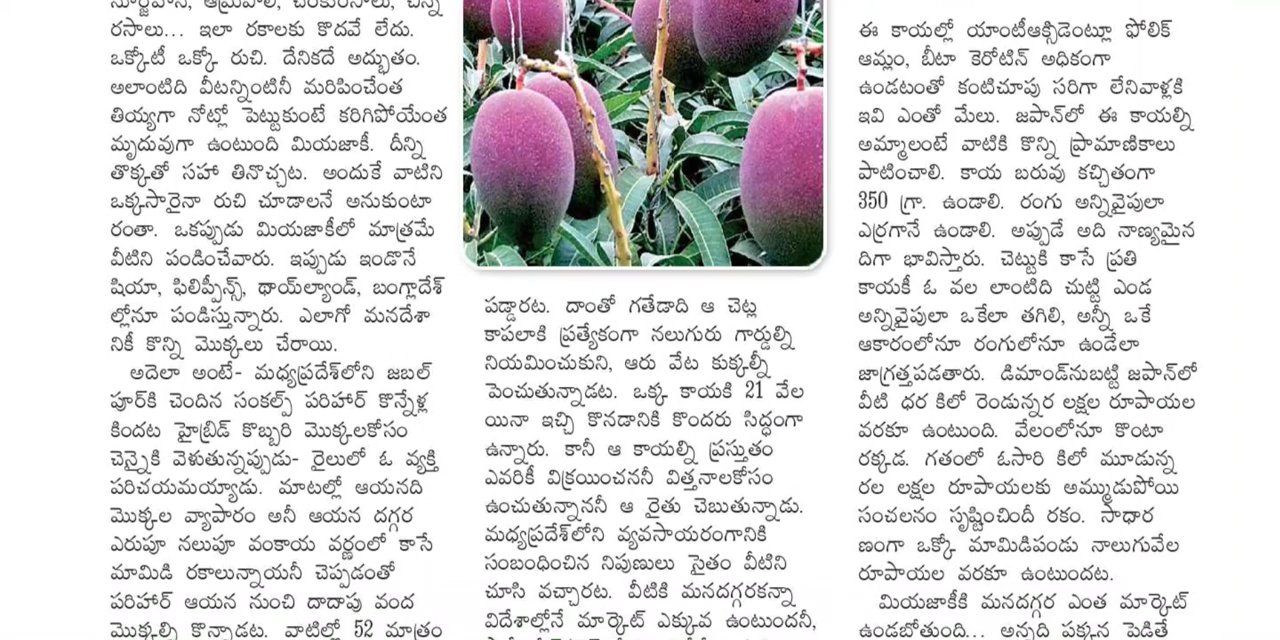 రసాలు... ఇలా రకాలకు కొదవే లేదు.
ఒక్కోటీ ఒక్కో రుచి. దేనికదే అద్భుతం.
అలాంటిది వీటన్నింటినీ మరిపించేంత
తియ్యగా నోట్లో పెట్టుకుంటే కరిగిపోయేంత
మృదువుగా ఉంటుంది మియజాకీ. దీన్ని
తొక్కతో సహా తినొచ్చట. అందుకే వాటిని
ఒక్కసారైనా రుచి చూడాలనే అనుకుంటా
రంతా. ఒకప్పుడు మియజాకీలో మాత్రమే
వీటిని పండించేవారు. ఇప్పుడు ఇండొనే
షియా, ఫిలిప్పీన్స్, థాయ్‌ల్యాండ్, బంగ్లాదేశ్
ల్లోనూ పండిస్తున్నారు. ఎలాగో మనదేశా
నికీ కొన్ని మొక్కలు చేరాయి.
అదెలా అంటే- మధ్యప్రదేశ్‌లోని జబల్
పూర్‌కి చెందిన సంకల్ప్ పరిహార్ కొన్నేళ్ల
కిందట హైబ్రిడ్ కొబ్బరి మొక్కలకోసం
చెన్నైకి వెళుతున్నప్పుడు- రైలులో ఓ వ్యక్తి
పరిచయమయ్యాడు. మాటల్లో ఆయనది
మొక్కల వ్యాపారం అనీ ఆయన దగ్గర
ఎరుపూ నలుపూ వంకాయ వర్ణంలో కాసే
మామిడి రకాలున్నాయనీ చెప్పడంతో
పరిహార్ ఆయన నుంచి దాదాపు వంద
మొక్కల్ని కొన్నాడట. వాటిల్లో 52 మాత్రం
పడ్డారట. దాంతో గతేడాది ఆ చెట్ల
కాపలాకి ప్రత్యేకంగా నలుగురు గార్డుల్ని
నియమించుకుని, ఆరు వేట కుక్కల్నీ
పెంచుతున్నాడట. ఒక్క కాయకి 21 వేల
యినా ఇచ్చి కొనడానికి కొందరు సిద్ధంగా
ఉన్నారు. కానీ ఆ కాయల్ని ప్రస్తుతం
ఎవరికీ విక్రయించననీ విత్తనాలకోసం
ఉంచుతున్నాననీ ఆ రైతు చెబుతున్నాడు.
మధ్యప్రదేశ్‌లోని వ్యవసాయరంగానికి
సంబంధించిన నిపుణులు సైతం వీటిని
చూసి వచ్చారట. వీటికి మనదగ్గరకన్నా
విదేశాల్లోనే మార్కెట్ ఎక్కువ ఉంటుందనీ,
ఈ కాయల్లో యాంటీఆక్సిడెంట్లూ ఫోలిక్
ఆమ్లం, బీటా కెరోటిన్ అధికంగా
ఉండటంతో కంటిచూపు సరిగా లేనివాళ్లకి
ఇవి ఎంతో మేలు. జపాన్‌లో ఈ కాయల్ని
అమ్మాలంటే వాటికి కొన్ని ప్రామాణికాలు
పాటించాలి. కాయ బరువు కచ్చితంగా
350 గ్రా. ఉండాలి. రంగు అన్నివైపులా
ఎర్రగానే ఉండాలి. అప్పుడే అది నాణ్యమైన
దిగా భావిస్తారు. చెట్టుకి కాసే ప్రతి
కాయకీ ఓ వల లాంటిది చుట్టి ఎండ
అన్నివైపులా ఒకేలా తగిలి, అన్నీ ఒకే
ఆకారంలోనూ రంగులోనూ ఉండేలా
జాగ్రత్తపడతారు. డిమాండ్‌నుబట్టి జపాన్‌లో
వీటి ధర కిలో రెండున్నర లక్షల రూపాయల
వరకూ ఉంటుంది. వేలంలోనూ కొంటా
రక్కడ. గతంలో ఓసారి కిలో మూడున్న
రల లక్షల రూపాయలకు అమ్ముడుపోయి
సంచలనం సృష్టించిందీ రకం. సాధార
ణంగా ఒక్కో మామిడిపండు నాలుగువేల
రూపాయల వరకూ ఉంటుందట.
మియజాకీకి మనదగ్గర ఎంత మార్కెట్
ఉండబోతుంది... అన్నది పక్కన పెడితే